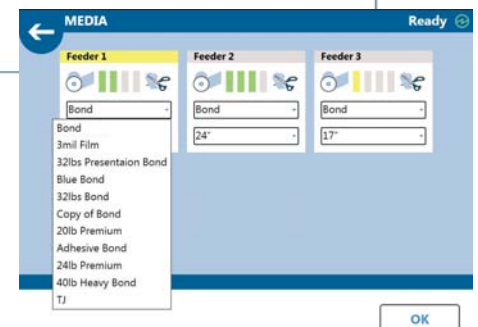 MEDIA
Ready
Feeder 1
Feeder 2
Feeder 3
Bond
Bond
Bond
24"
17"
Bond
3mil Film
32lbs Presentaion Bond
Blue Bond
32lbs Bond
Copy of Bond
20lb Premium
Adhesive Bond
24lb Premium
40lb Heavy Bond
TJ
OK